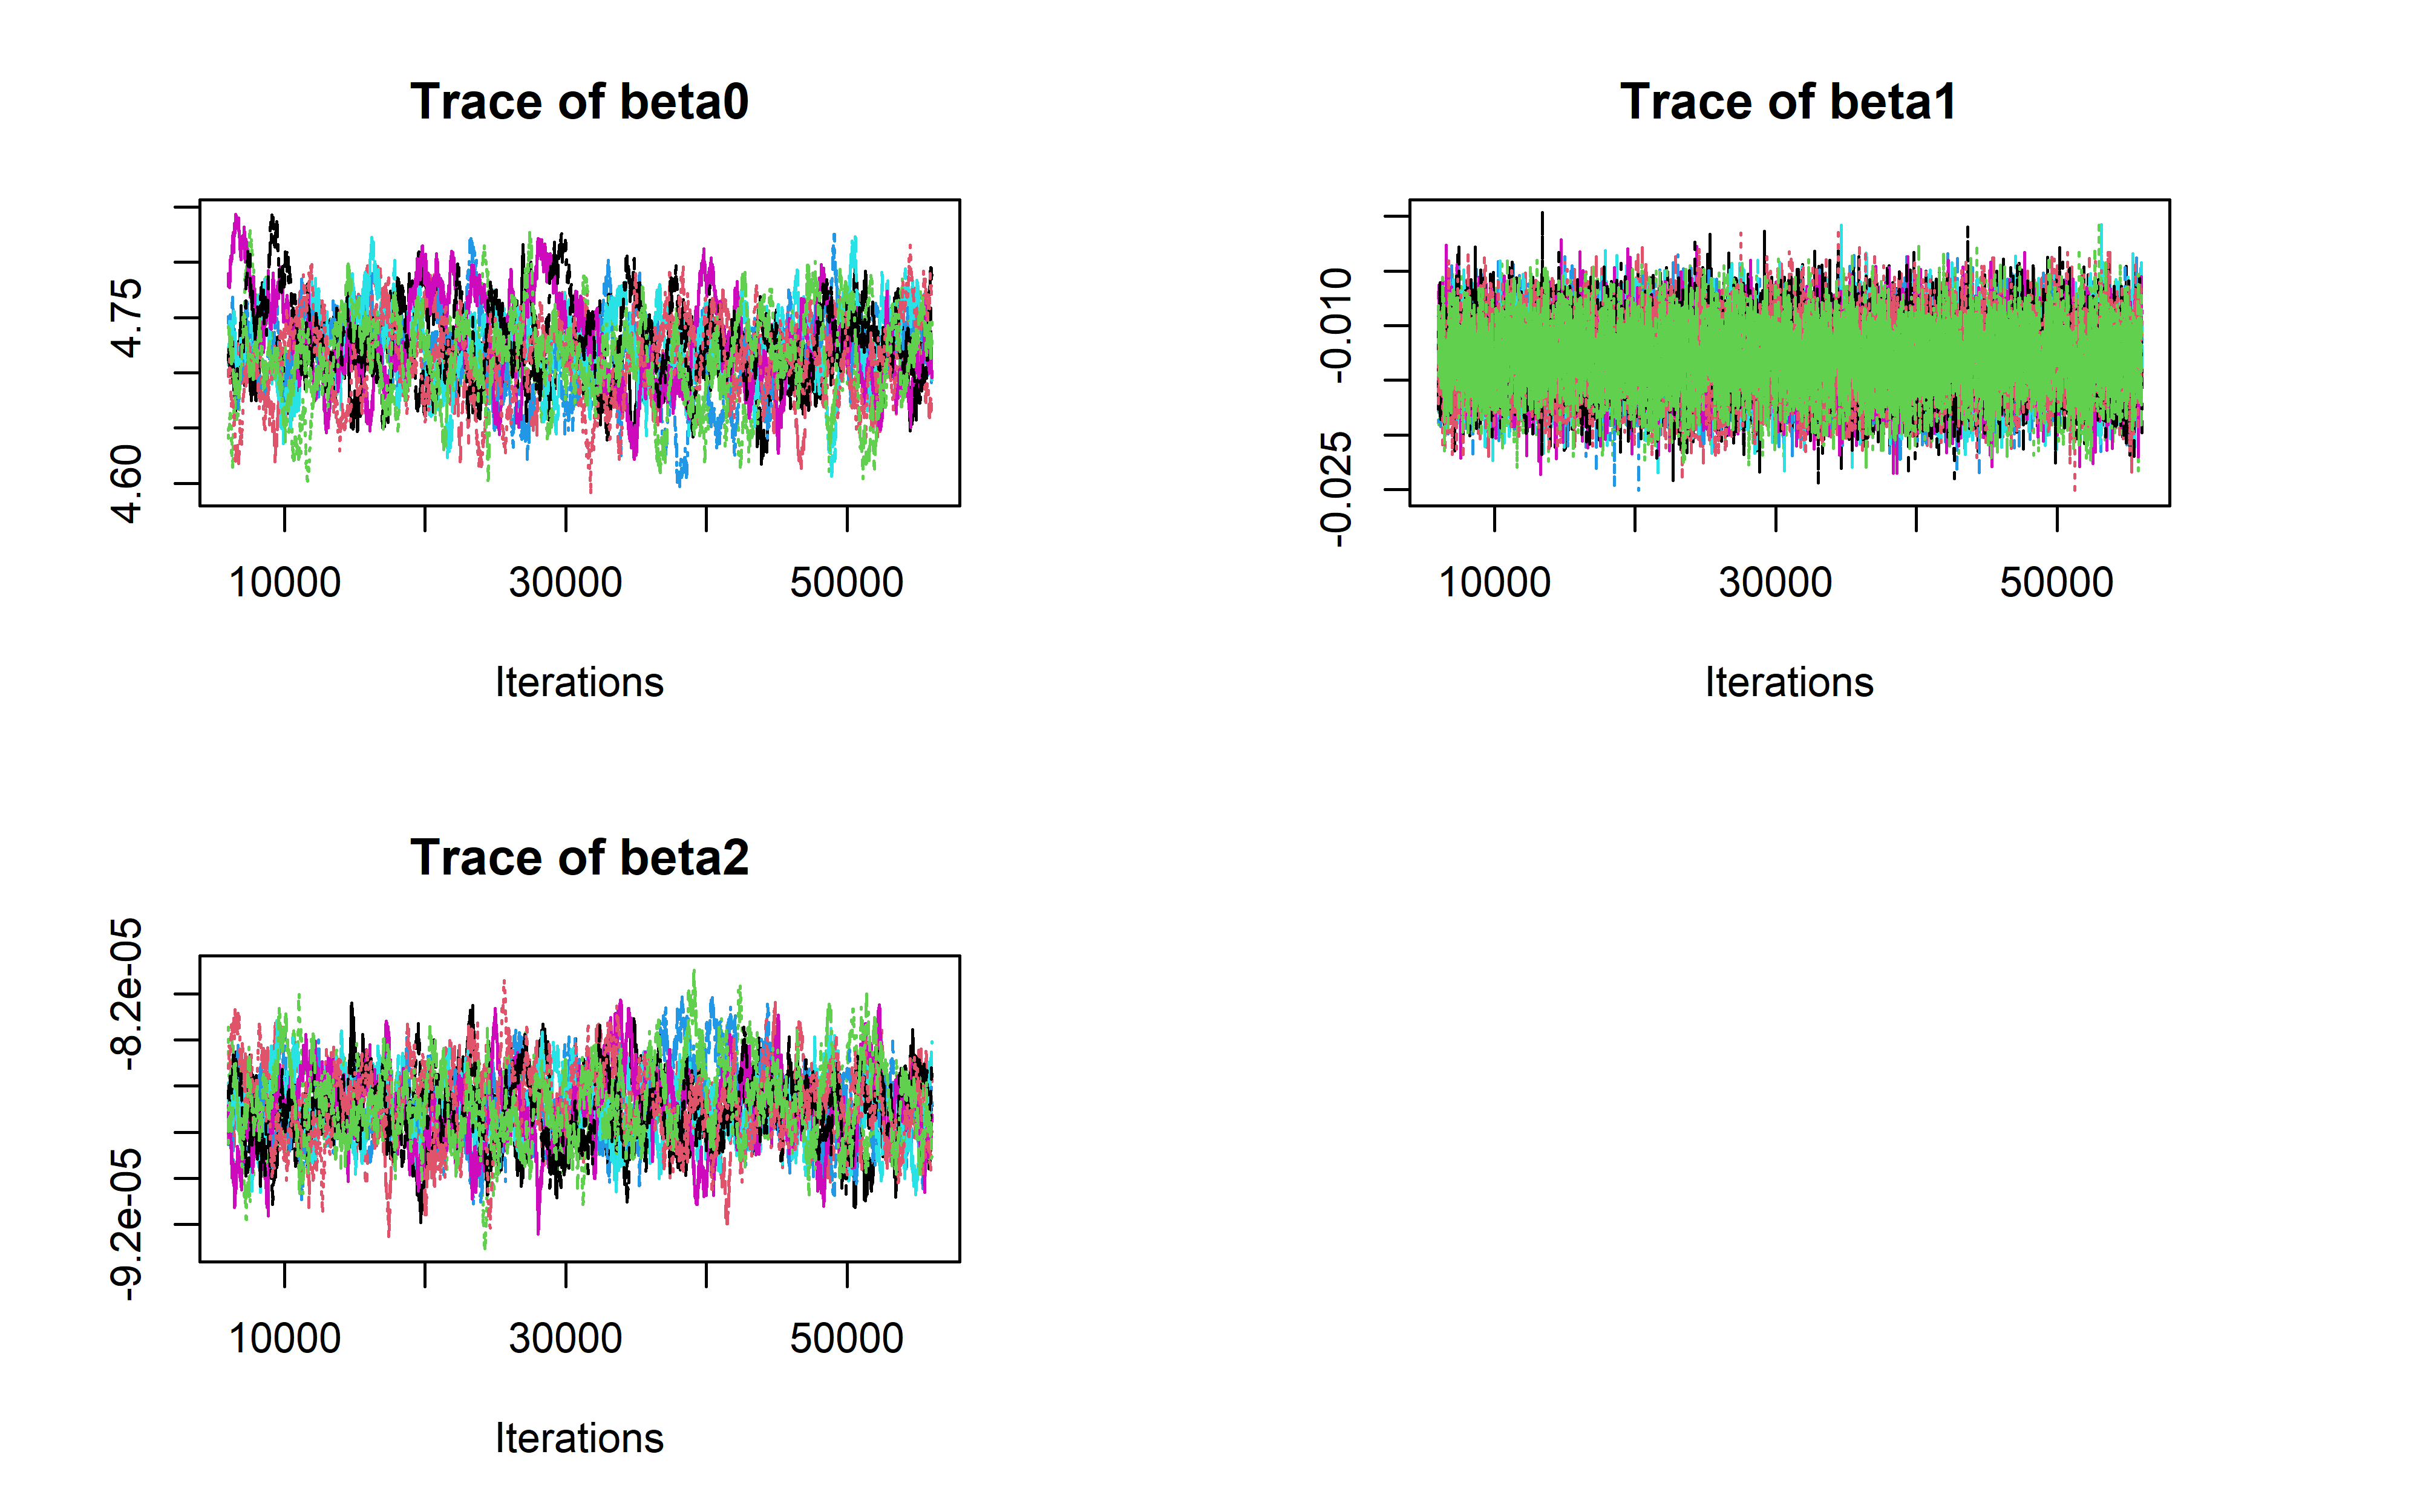 Trace of beta0
4.75
4.60
10000 30000 50000
Iterations
Trace of beta1
-0.010
-0.025
10000 30000 50000
Iterations
Trace of beta2
-8.2e-05
-9.2e-05
10000 30000 50000
Iterations